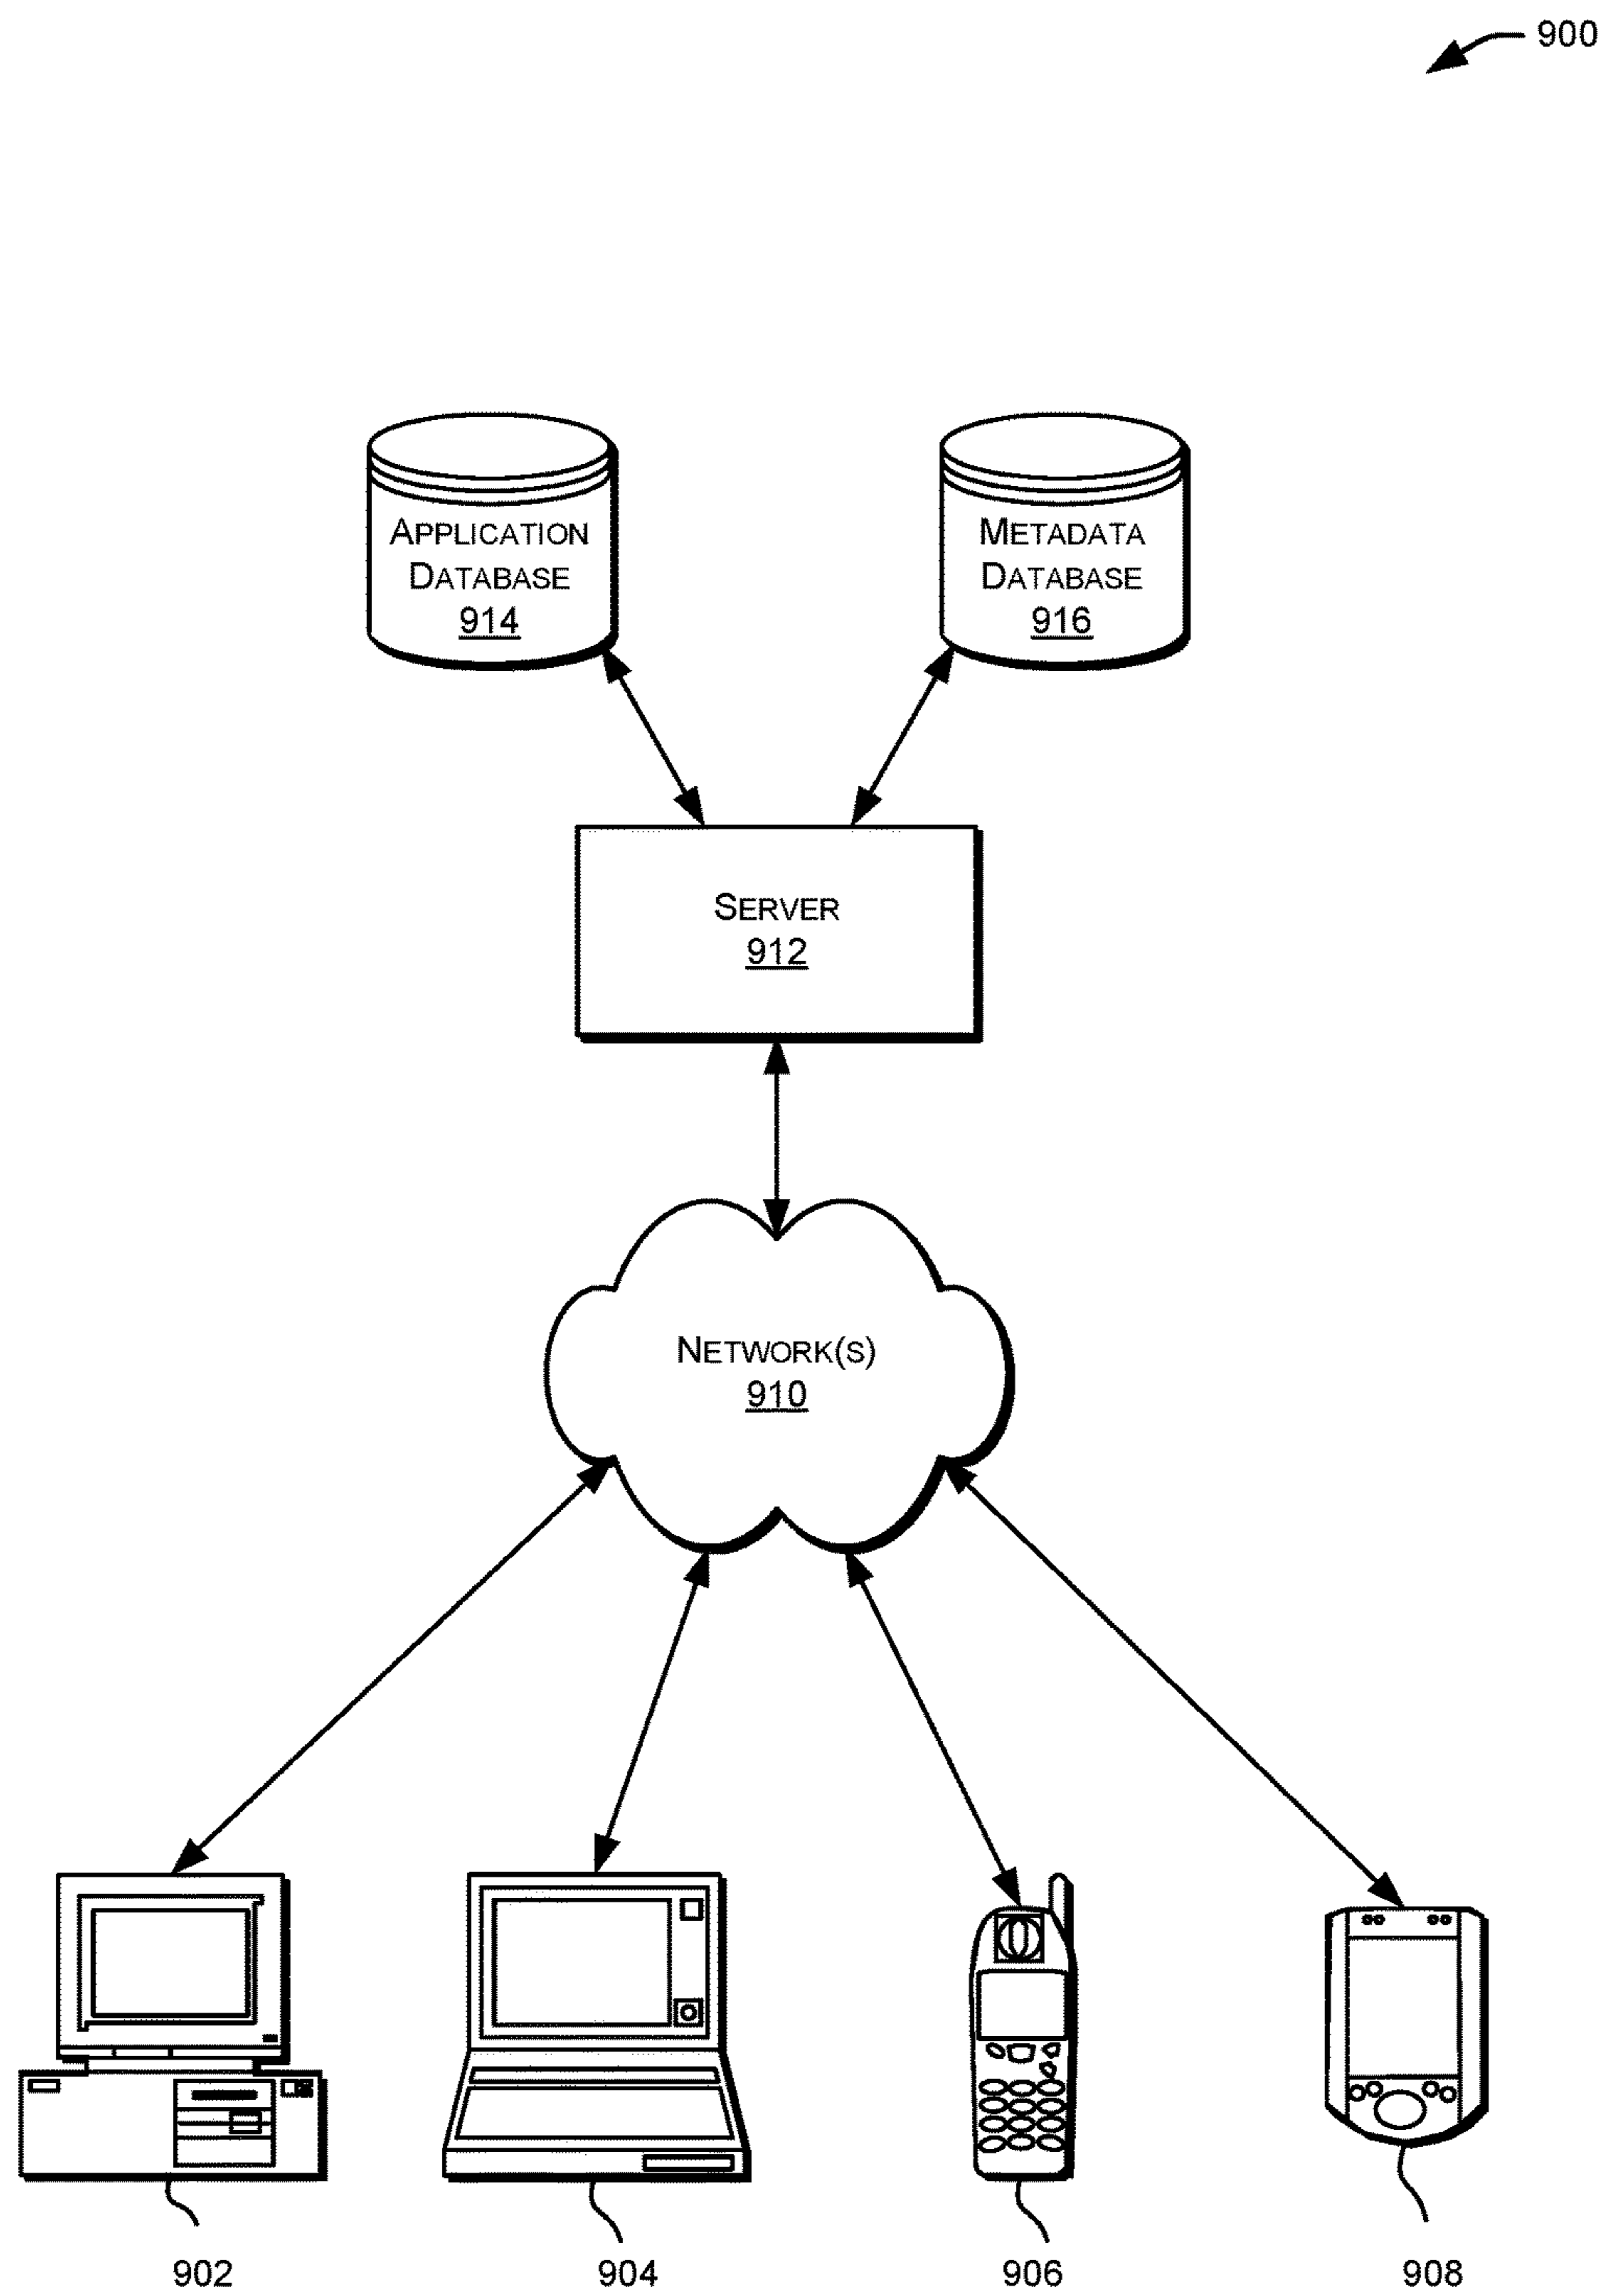 900
APPLICATION
DATABASE
914
METADATA
DATABASE
916
SERVER
912
NETWORK(S)
910
902
904
906
908